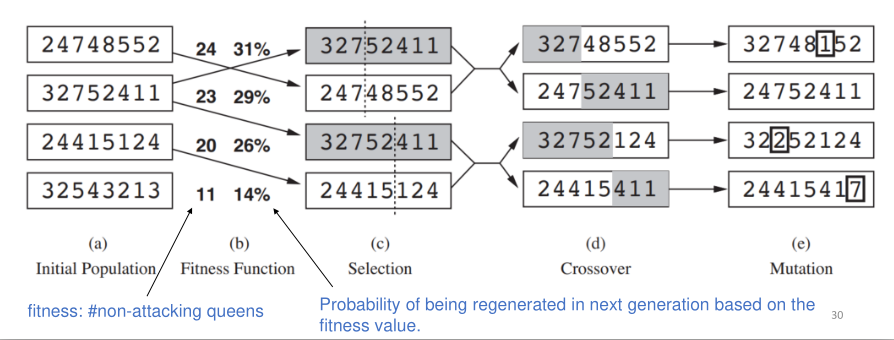 24748552 24 31% 32752411 32748552 32748152
32752411 23 29% 24748552 24752411 24752411
24415124 20 26% 32752411 32752124 32252124
32543213 11 14% 24415124 24415411 24415417
(a) (b) (c) (d) (e)
Initial Population Fitness Function Selection Crossover Mutation
fitness: #non-attacking queens
Probability of being regenerated in next generation based on the
fitness value.
30